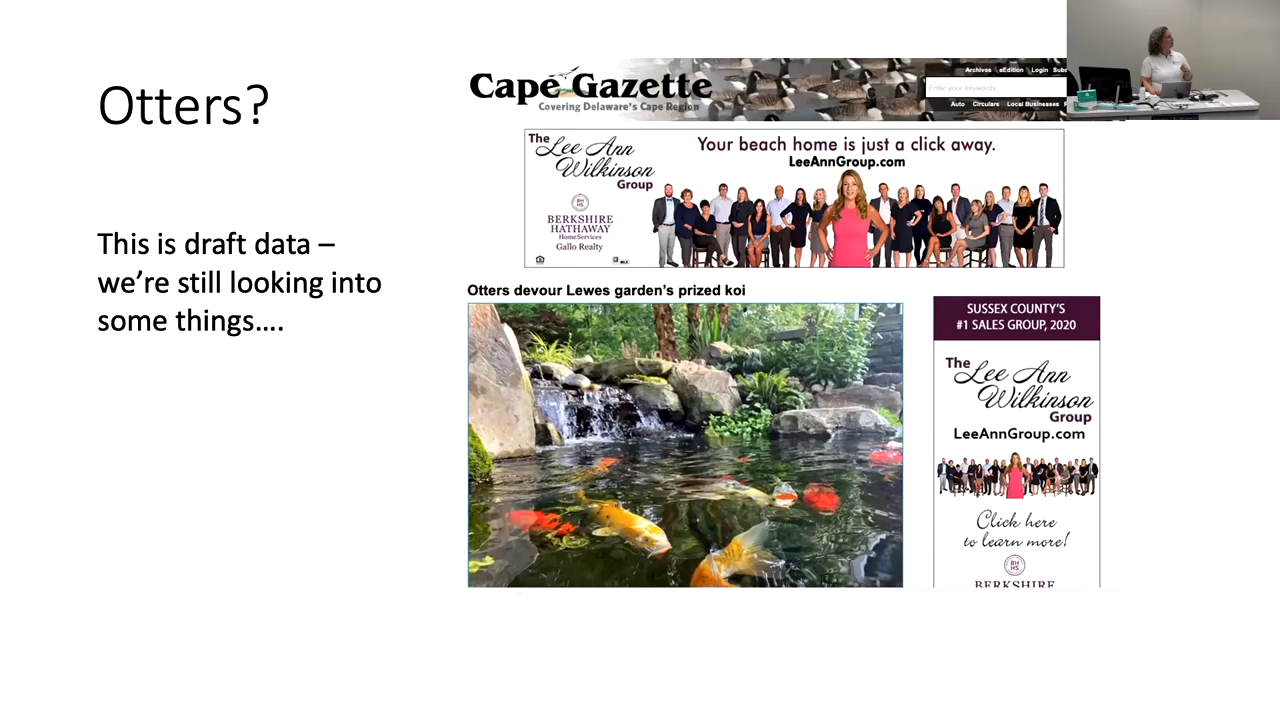 Otters?
This is draft data –
we're still looking into
some things….
Cape Gazette
Covering Delaware's Cape Region
Archives eEdition Login
Enter your keywords
Auto Circulars Local Businesses
The
Lee Ann
Wilkinson
Group
BERKSHIRE
HATHAWAY
HomeServices
Gallo Realty
Your beach home is just a click away.
LeeAnnGroup.com
Otters devour Lewes garden's prized koi
SUSSEX COUNTY'S
#1 SALES GROUP, 2020
The
Lee Ann
Wilkinson
Group
LeeAnnGroup.com
Click here
to learn more!
BH
HS
BERKSHIRE